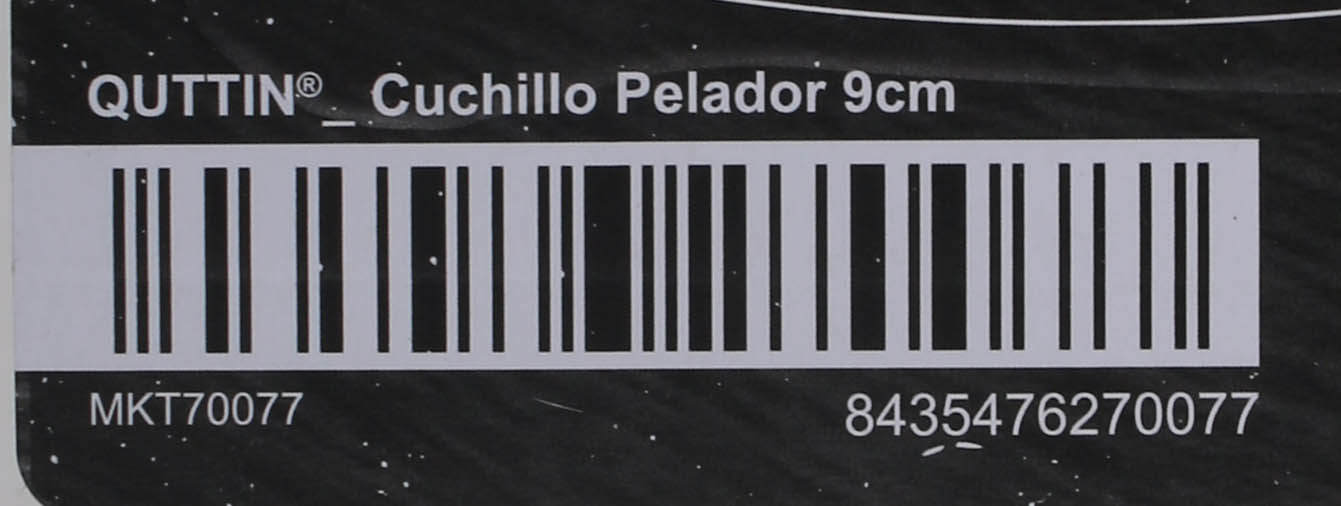 QUTTIN®_ Cuchillo Pelador 9cm
MKT70077
8435476270077